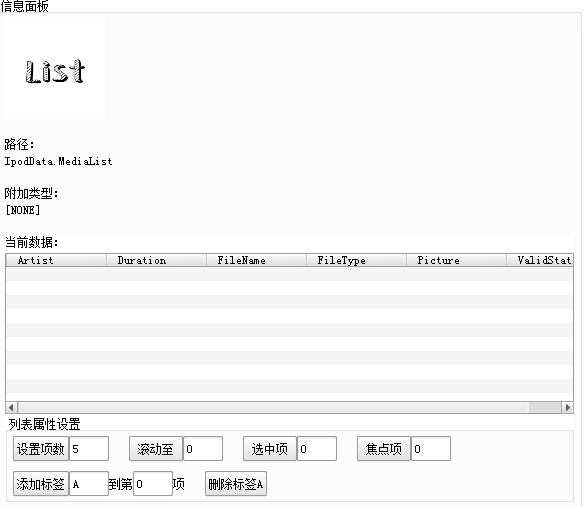 信息面板
List
路径：
IpodData.MediaList
附加类型：
[NONE]
当前数据：
Artist Duration FileName FileType Picture ValidStat
列表属性设置
设置项数 5 滚动至 0 选中项 0 焦点项 0
添加标签 A 到第 0 项 删除标签A